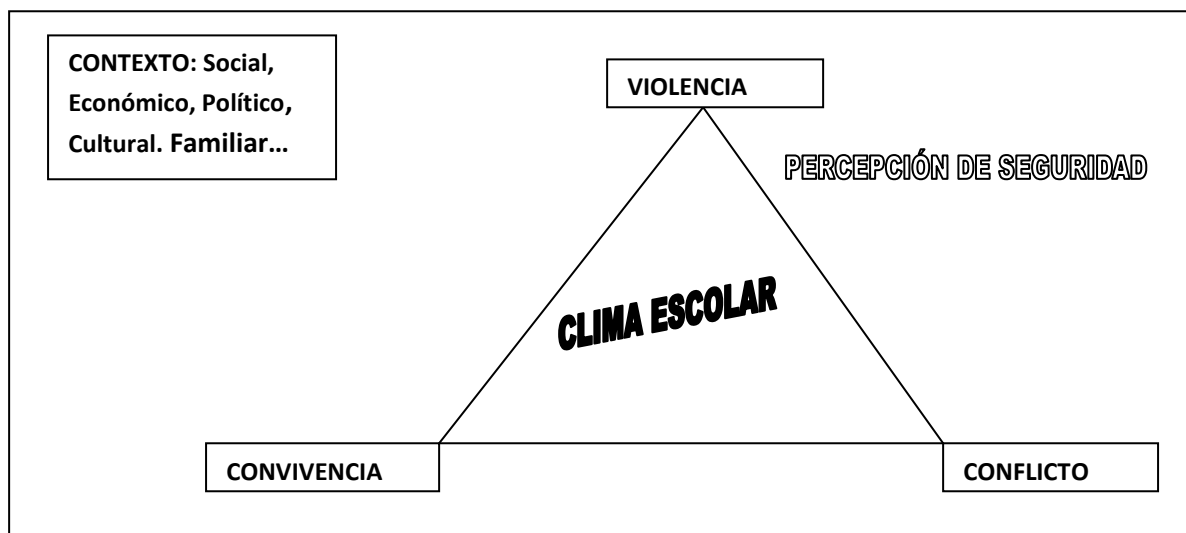 CONTEXTO: Social,
Económico, Político,
Cultural. Familiar...
VIOLENCIA
PERCEPCIÓN DE SEGURIDAD
CLIMA ESCOLAR
CONVIVENCIA
CONFLICTO